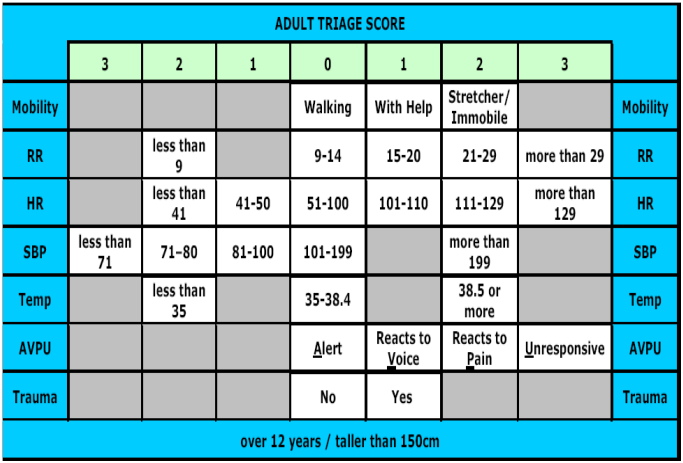 ADULT TRIAGE SCORE
3 2 1 0 1 2 3
Mobility Walking With Help Stretcher/ Immobile Mobility
RR less than 9 9-14 15-20 21-29 more than 29 RR
HR less than 41 41-50 51-100 101-110 111-129 more than 129 HR
SBP less than 71 71–80 81-100 101-199 more than 199 SBP
Temp less than 35 35-38.4 38.5 or more Temp
AVPU Alert Reacts to Voice Reacts to Pain Unresponsive AVPU
Trauma No Yes Trauma
over 12 years / taller than 150cm